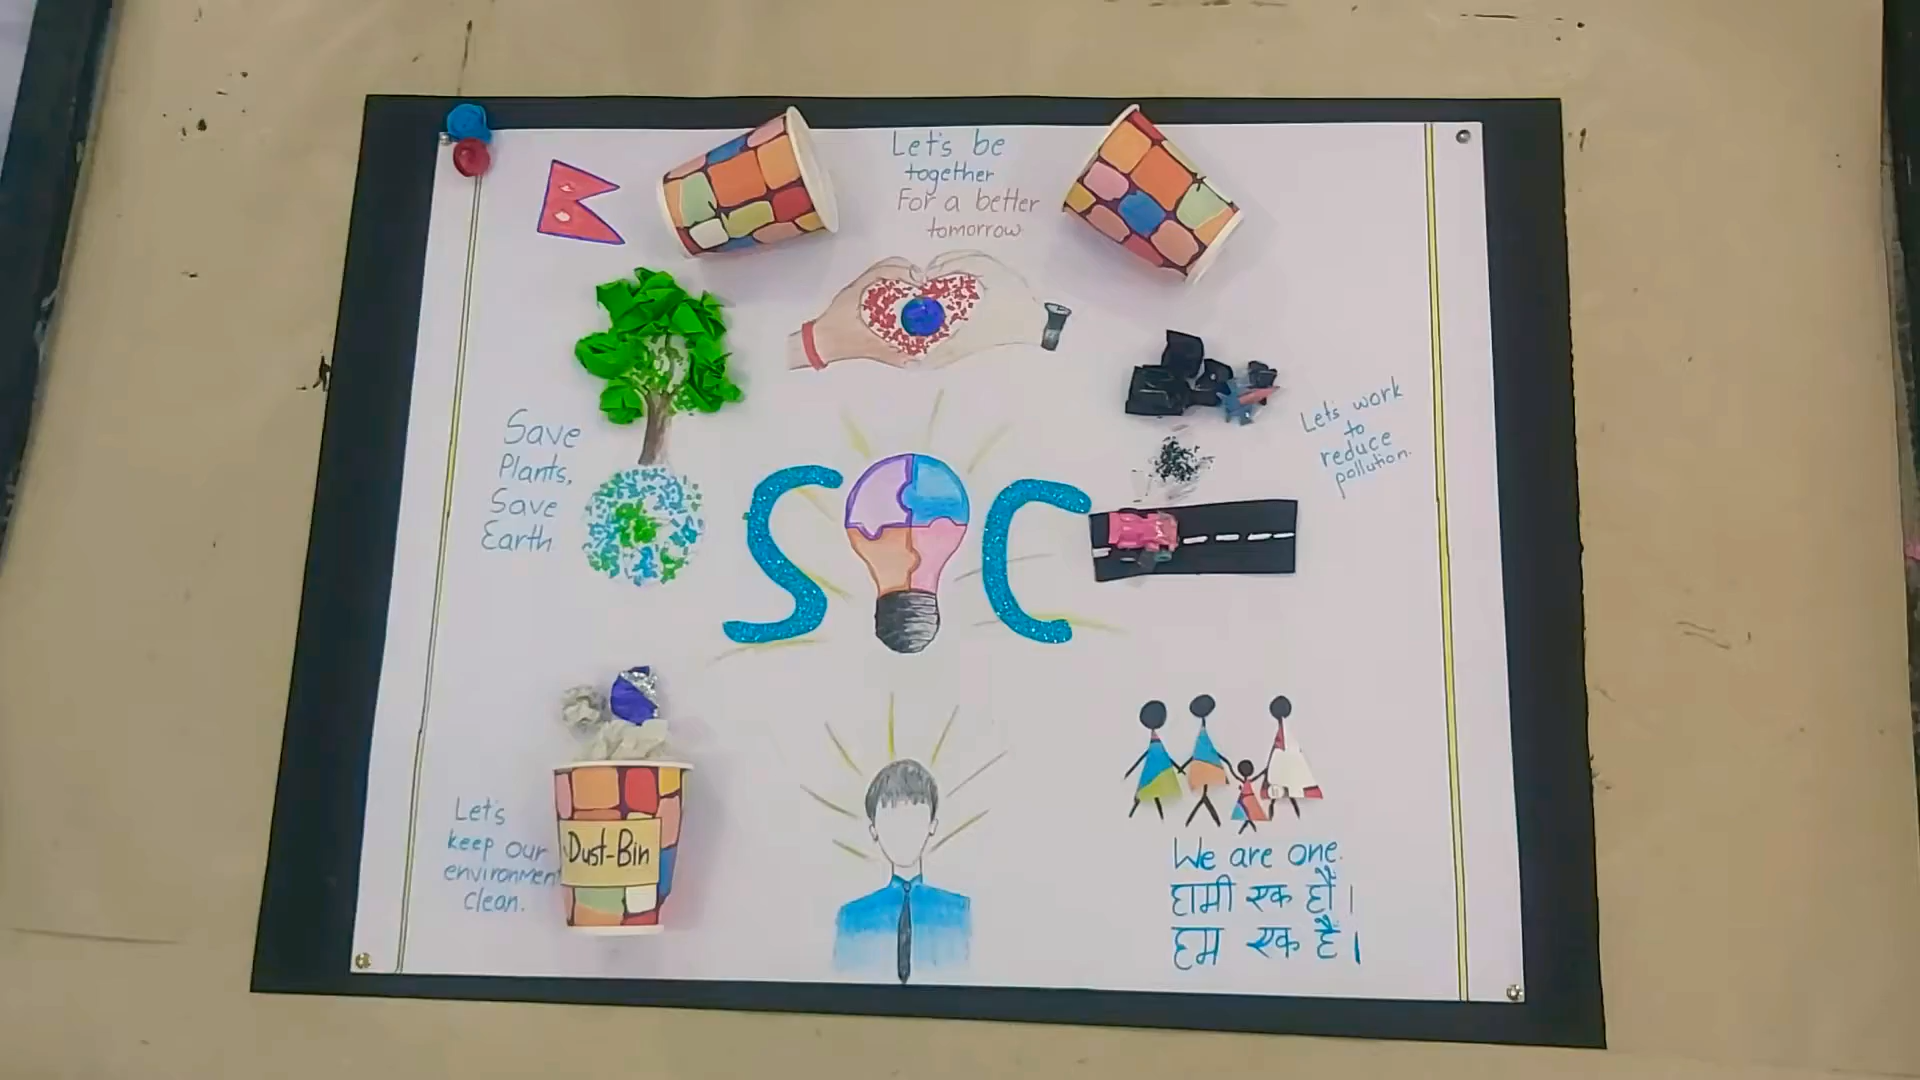 Let's be
together
For a better
tomorrow
Save
Plants,
Save
Earth
Let's work
to
reduce
pollution.
SOC
Let's
keep our
environment
clean.
Dust-Bin
We are one.
हामी एक हौं।
हम एक हैं।